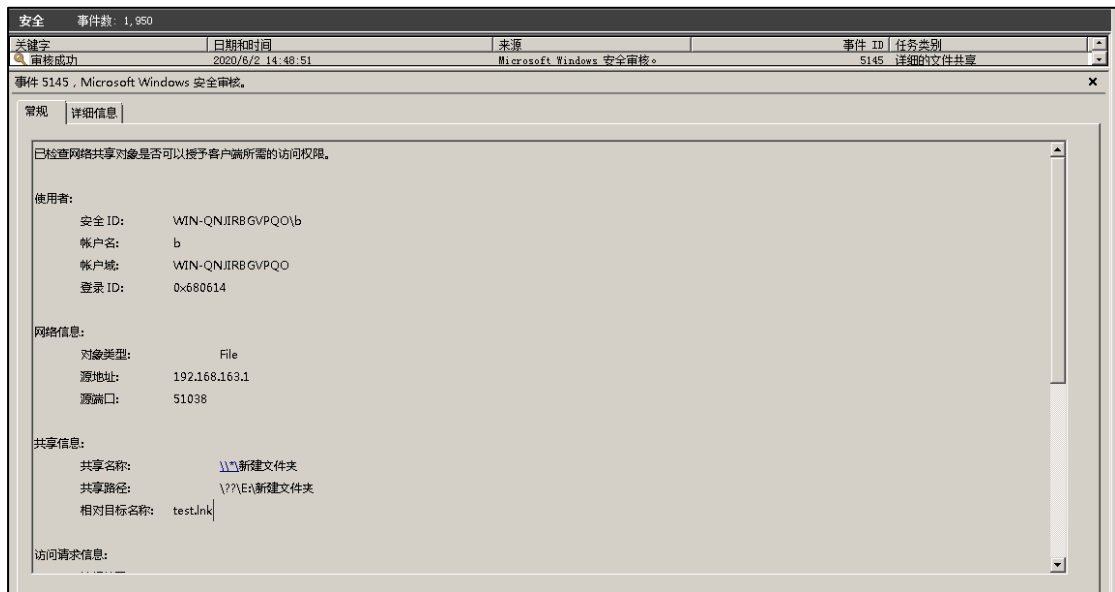 安全 事件数: 1,950
关键字 日期和时间 来源 事件 ID 任务类别
审核成功 2020/6/2 14:48:51 Microsoft Windows 安全审核。 5145 详细的文件共享
事件 5145，Microsoft Windows 安全审核。
常规 详细信息
已检查网络共享对象是否可以授予客户端所需的访问权限。
使用者:
安全 ID: WIN-QNJIRBGVPQO\b
帐户名: b
帐户域: WIN-QNJIRBGVPQO
登录 ID: 0x680614
网络信息:
对象类型: File
源地址: 192.168.163.1
源端口: 51038
共享信息:
共享名称: \\*\新建文件夹
共享路径: \??\E:\新建文件夹
相对目标名称: test.lnk
访问请求信息: